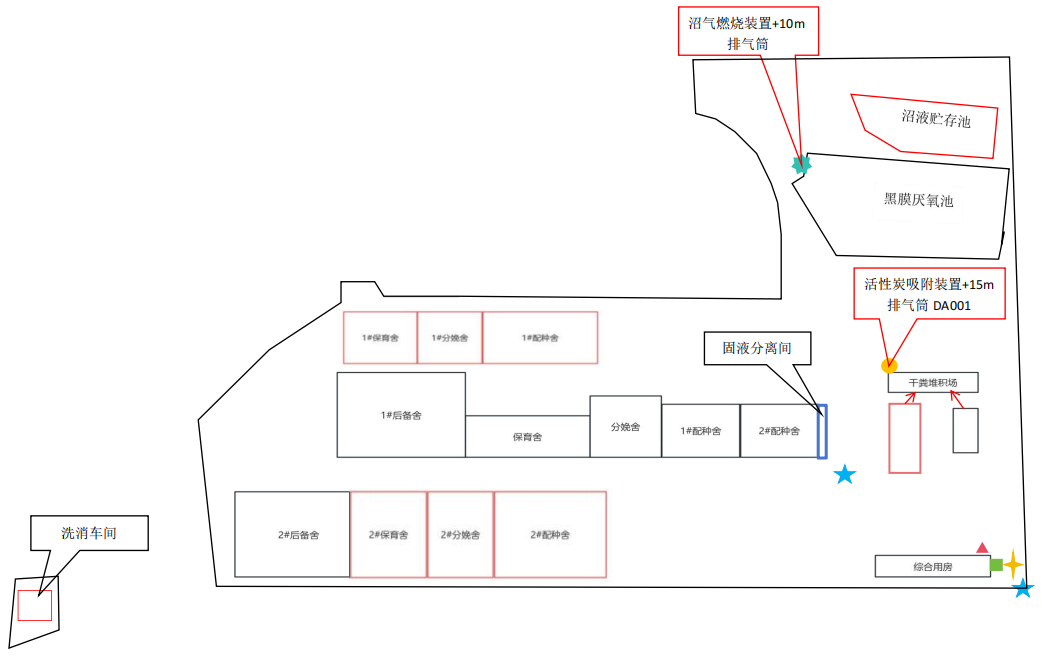 沼气燃烧装置+10m
排气筒
沼液贮存池
黑膜厌氧池
活性炭吸附装置+15m
排气筒 DA001
1#保育舍
1#分娩舍
1#配种舍
固液分离间
干粪堆积场
1#后备舍
保育舍
分娩舍
1#配种舍
2#配种舍
2#后备舍
2#保育舍
2#分娩舍
2#配种舍
洗消车间
综合用房